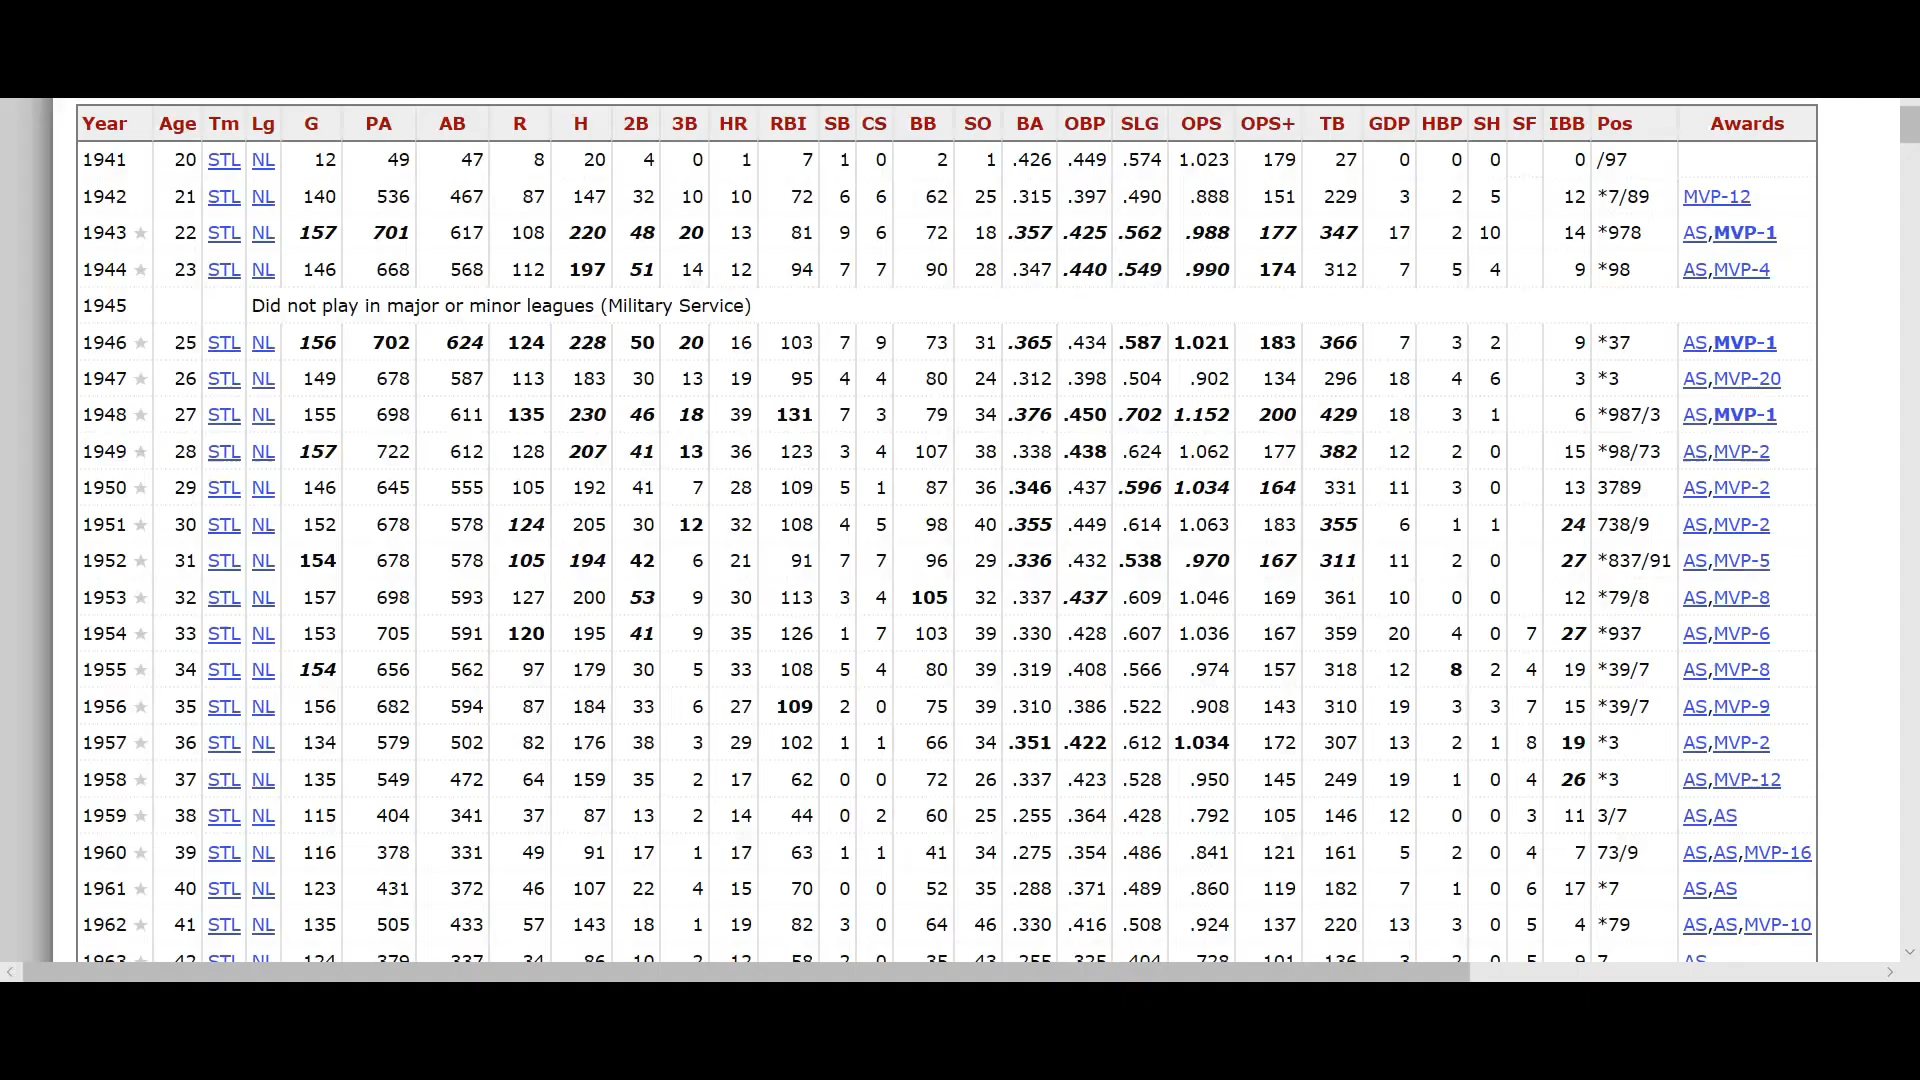 Year Age Tm Lg G PA AB R H 2B 3B HR RBI SB CS BB SO BA OBP SLG OPS OPS+ TB GDP HBP SH SF IBB Pos Awards
1941 20 STL NL 12 49 47 8 20 4 0 1 7 1 0 2 1 .426 .449 .574 1.023 179 27 0 0 0 0 /97
1942 21 STL NL 140 536 467 87 147 32 10 10 72 6 6 62 25 .315 .397 .490 .888 151 229 3 2 5 12 *7/89 MVP-12
1943 ★ 22 STL NL 157 701 617 108 220 48 20 13 81 9 6 72 18 .357 .425 .562 .988 177 347 17 2 10 14 *978 AS,MVP-1
1944 ★ 23 STL NL 146 668 568 112 197 51 14 12 94 7 7 90 28 .347 .440 .549 .990 174 312 7 5 4 9 *98 AS,MVP-4
1945 Did not play in major or minor leagues (Military Service)
1946 ★ 25 STL NL 156 702 624 124 228 50 20 16 103 7 9 73 31 .365 .434 .587 1.021 183 366 7 3 2 9 *37 AS,MVP-1
1947 ★ 26 STL NL 149 678 587 113 183 30 13 19 95 4 4 80 24 .312 .398 .504 .902 134 296 18 4 6 3 *3 AS,MVP-20
1948 ★ 27 STL NL 155 698 611 135 230 46 18 39 131 7 3 79 34 .376 .450 .702 1.152 200 429 18 3 1 6 *987/3 AS,MVP-1
1949 ★ 28 STL NL 157 722 612 128 207 41 13 36 123 3 4 107 38 .338 .438 .624 1.062 177 382 12 2 0 15 *98/73 AS,MVP-2
1950 ★ 29 STL NL 146 645 555 105 192 41 7 28 109 5 1 87 36 .346 .437 .596 1.034 164 331 11 3 0 13 3789 AS,MVP-2
1951 ★ 30 STL NL 152 678 578 124 205 30 12 32 108 4 5 98 40 .355 .449 .614 1.063 183 355 6 1 1 24 738/9 AS,MVP-2
1952 ★ 31 STL NL 154 678 578 105 194 42 6 21 91 7 7 96 29 .336 .432 .538 .970 167 311 11 2 0 27 *837/91 AS,MVP-5
1953 ★ 32 STL NL 157 698 593 127 200 53 9 30 113 3 4 105 32 .337 .437 .609 1.046 169 361 10 0 0 12 *79/8 AS,MVP-8
1954 ★ 33 STL NL 153 705 591 120 195 41 9 35 126 1 7 103 39 .330 .428 .607 1.036 167 359 20 4 0 7 27 *937 AS,MVP-6
1955 ★ 34 STL NL 154 656 562 97 179 30 5 33 108 5 4 80 39 .319 .408 .566 .974 157 318 12 8 2 4 19 *39/7 AS,MVP-8
1956 ★ 35 STL NL 156 682 594 87 184 33 6 27 109 2 0 75 39 .310 .386 .522 .908 143 310 19 3 3 7 15 *39/7 AS,MVP-9
1957 ★ 36 STL NL 134 579 502 82 176 38 3 29 102 1 1 66 34 .351 .422 .612 1.034 172 307 13 2 1 8 19 *3 AS,MVP-2
1958 ★ 37 STL NL 135 549 472 64 159 35 2 17 62 0 0 72 26 .337 .423 .528 .950 145 249 19 1 0 4 26 *3 AS,MVP-12
1959 ★ 38 STL NL 115 404 341 37 87 13 2 14 44 0 2 60 25 .255 .364 .428 .792 105 146 12 0 0 3 11 3/7 AS,AS
1960 ★ 39 STL NL 116 378 331 49 91 17 1 17 63 1 1 41 34 .275 .354 .486 .841 121 161 5 2 0 4 7 73/9 AS,AS,MVP-16
1961 ★ 40 STL NL 123 431 372 46 107 22 4 15 70 0 0 52 35 .288 .371 .489 .860 119 182 7 1 0 6 17 *7 AS,AS
1962 ★ 41 STL NL 135 505 433 57 143 18 1 19 82 3 0 64 46 .330 .416 .508 .924 137 220 13 3 0 5 4 *79 AS,AS,MVP-10
1963 ★ 42 STL NL 124 379 337 34 86 10 2 12 58 2 0 35 43 .255 .325 .404 .728 101 136 3 2 0 5 9 7 AS